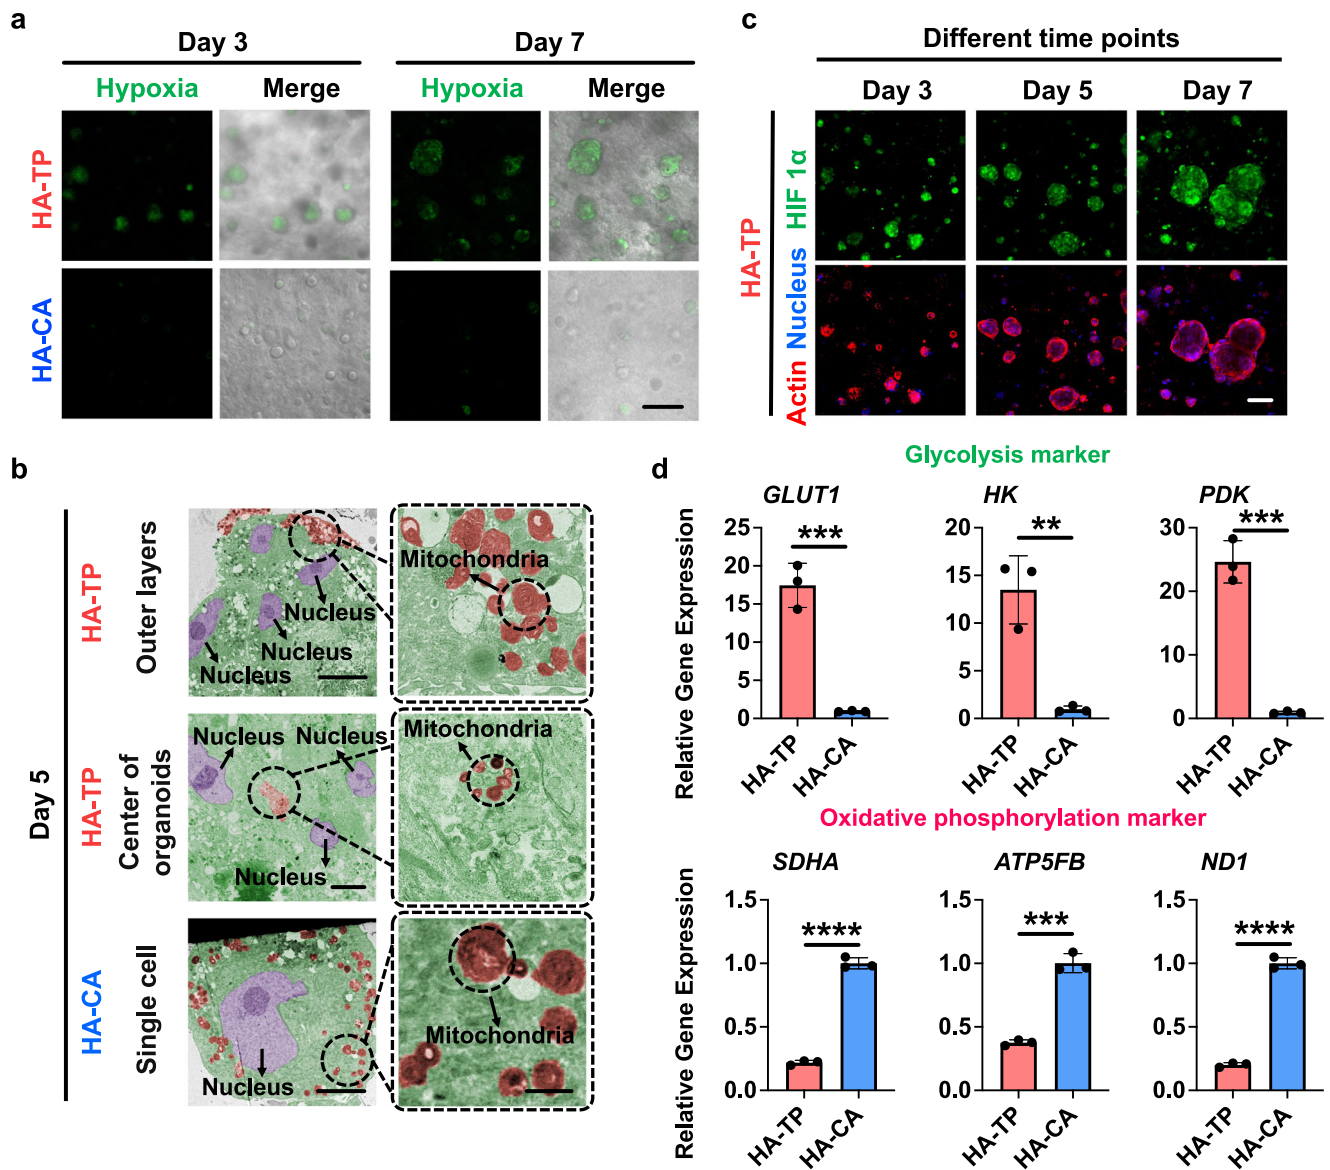 a
Day 3
Day 7
Hypoxia
Merge
Hypoxia
Merge
HA-TP
HA-CA
c
Different time points
Day 3
Day 5
Day 7
HA-TP
HIF 1α
Actin Nucleus
b
Day 5
HA-TP
Outer layers
Nucleus
Nucleus
Nucleus
Mitochondria
HA-TP
Center of
organoids
Nucleus
Nucleus
Nucleus
Mitochondria
HA-CA
Single cell
Nucleus
Mitochondria
d
Glycolysis marker
Relative Gene Expression
GLUT1
25
20
15
10
5
0
***
HA-TP
HA-CA
HK
20
15
10
5
0
**
HA-TP
HA-CA
PDK
30
20
10
0
***
HA-TP
HA-CA
Oxidative phosphorylation marker
Relative Gene Expression
SDHA
1.5
1.0
0.5
0.0
****
HA-TP
HA-CA
ATP5FB
1.5
1.0
0.5
0.0
***
HA-TP
HA-CA
ND1
1.5
1.0
0.5
0.0
****
HA-TP
HA-CA